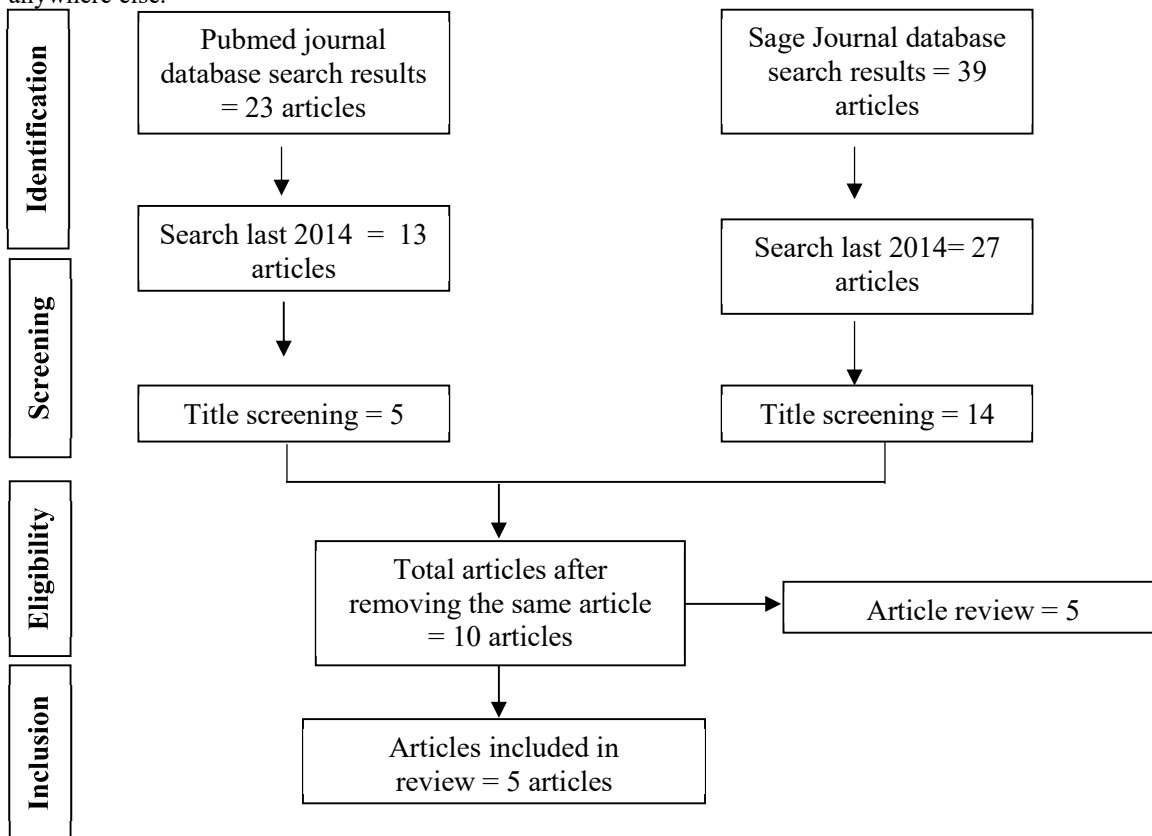 anywhere else.
Identification
Pubmed journal
database search results
= 23 articles
Sage Journal database
search results = 39
articles
Search last 2014 = 13
articles
Search last 2014= 27
articles
Screening
Title screening = 5
Title screening = 14
Eligibility
Total articles after
removing the same article
= 10 articles
Article review = 5
Inclusion
Articles included in
review = 5 articles